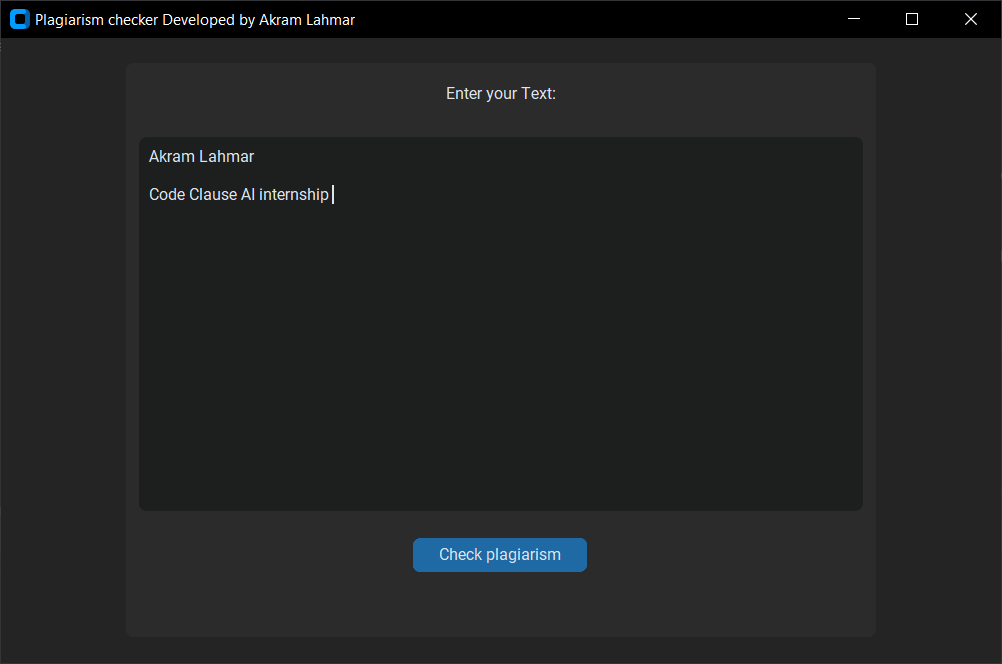 Plagiarism checker Developed by Akram Lahmar
Enter your Text:
Akram Lahmar
Code Clause AI internship
Check plagiarism